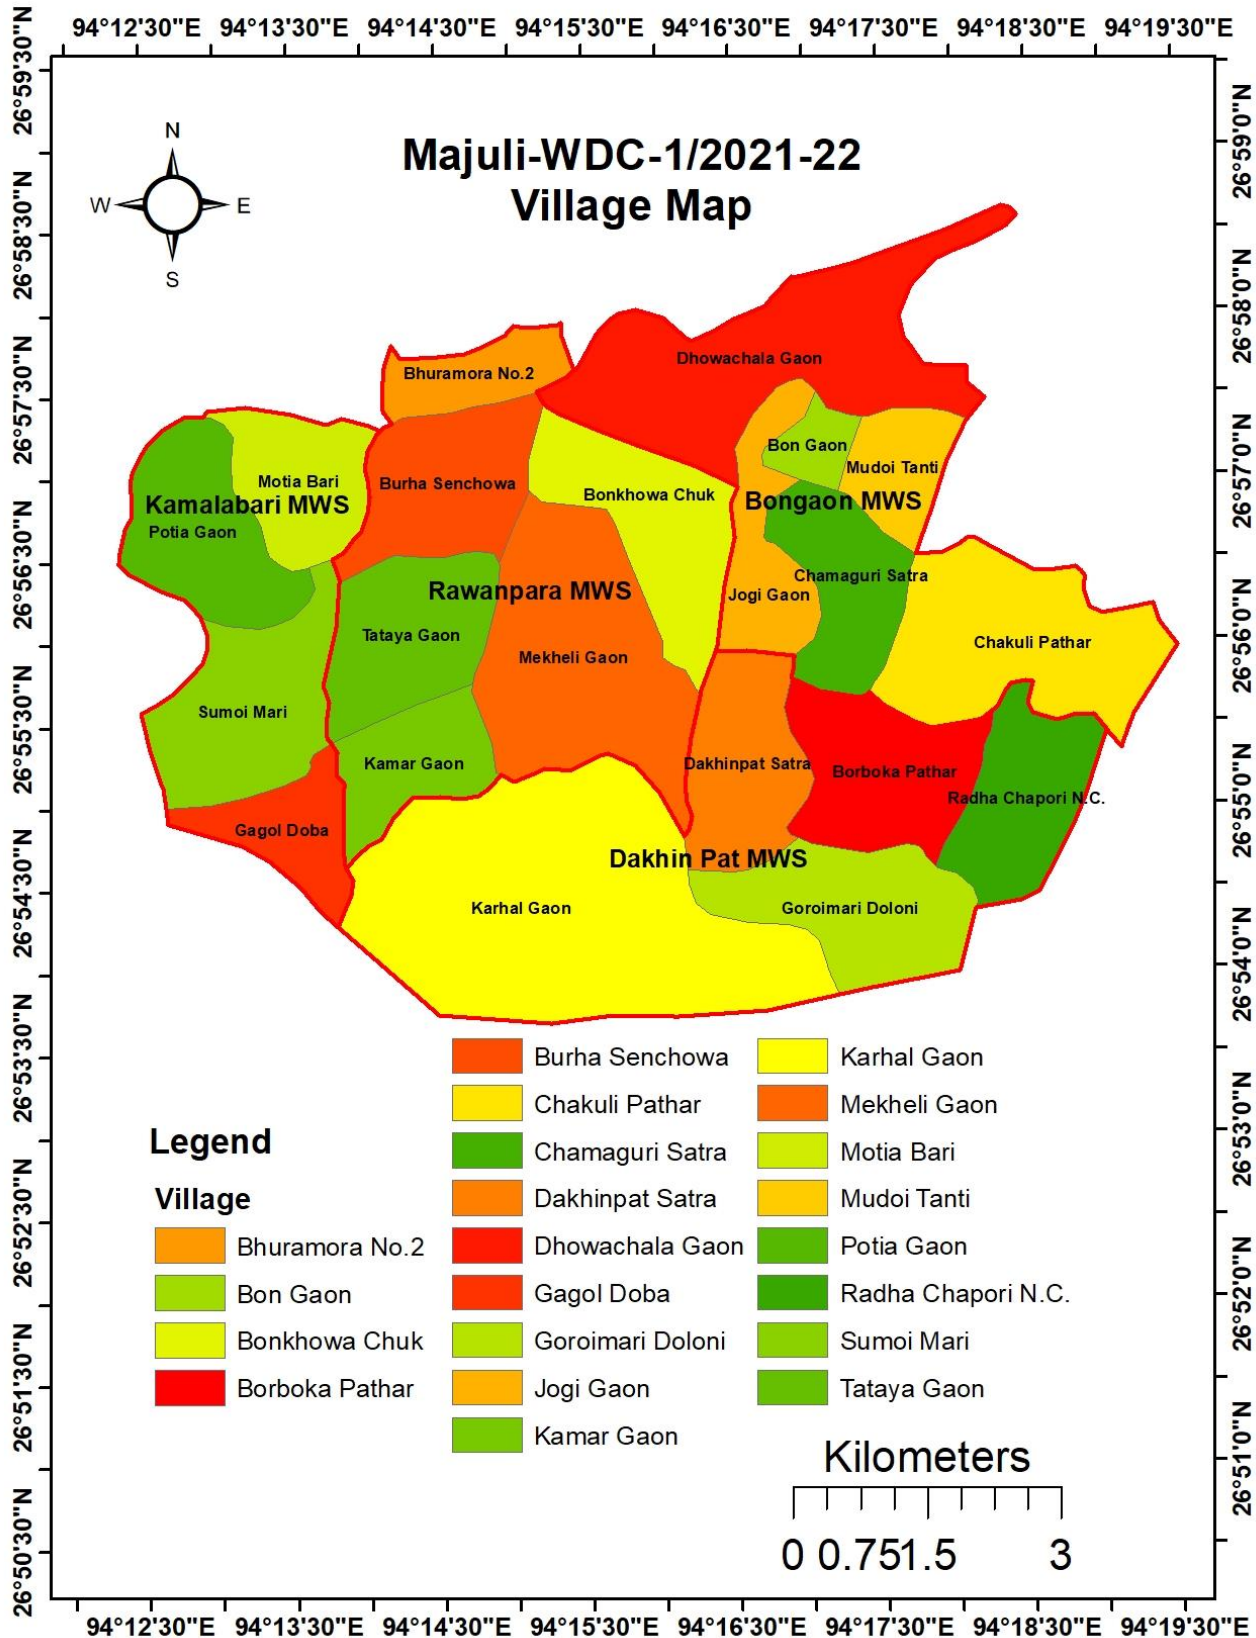 94°12'30"E 94°13'30"E 94°14'30"E 94°15'30"E 94°16'30"E 94°17'30"E 94°18'30"E 94°19'30"E
26°59'30"N
26°58'30"N
26°57'30"N
26°56'30"N
26°55'30"N
26°54'30"N
26°53'30"N
26°52'30"N
26°51'30"N
26°50'30"N
26°59'0"N
26°58'0"N
26°57'0"N
26°56'0"N
26°55'0"N
26°54'0"N
26°53'0"N
26°52'0"N
26°51'0"N
N
W E
S
Majuli-WDC-1/2021-22
Village Map
Dhowachala Gaon
Bhuramora No.2
Bon Gaon
Mudoi Tanti
Motia Bari
Burha Senchowa
Bonkhowa Chuk
Bongaon MWS
Kamalabari MWS
Potia Gaon
Chamaguri Satra
Rawanpara MWS
Jogi Gaon
Tataya Gaon
Chakuli Pathar
Mekheli Gaon
Sumoi Mari
Kamar Gaon
Dakhinpat Satra
Borboka Pathar
Radha Chapori N.C.
Gagol Doba
Dakhin Pat MWS
Karhal Gaon
Goroimari Doloni
Legend
Village
Bhuramora No.2
Bon Gaon
Bonkhowa Chuk
Borboka Pathar
Burha Senchowa
Chakuli Pathar
Chamaguri Satra
Dakhinpat Satra
Dhowachala Gaon
Gagol Doba
Goroimari Doloni
Jogi Gaon
Kamar Gaon
Karhal Gaon
Mekheli Gaon
Motia Bari
Mudoi Tanti
Potia Gaon
Radha Chapori N.C.
Sumoi Mari
Tataya Gaon
Kilometers
0 0.75 1.5 3
94°12'30"E 94°13'30"E 94°14'30"E 94°15'30"E 94°16'30"E 94°17'30"E 94°18'30"E 94°19'30"E